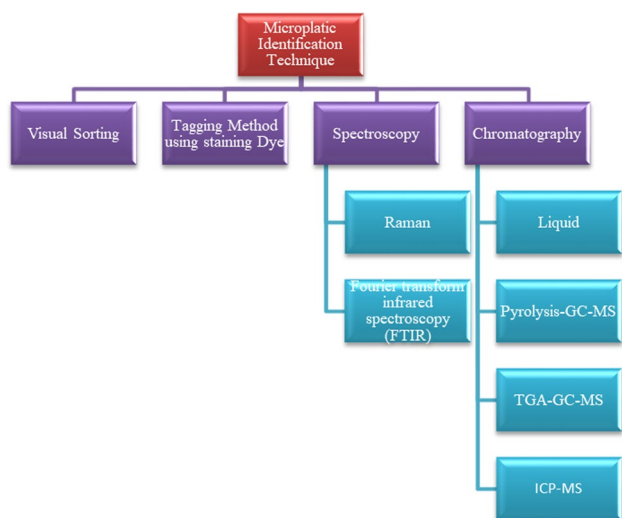 Microplatic
Identification
Technique
Visual Sorting
Tagging Method
using staining Dye
Spectroscopy
Chromatography
Raman
Liquid
Fourier transform
infrared
spectroscopy
(FTIR)
Pyrolysis-GC-MS
TGA-GC-MS
ICP-MS